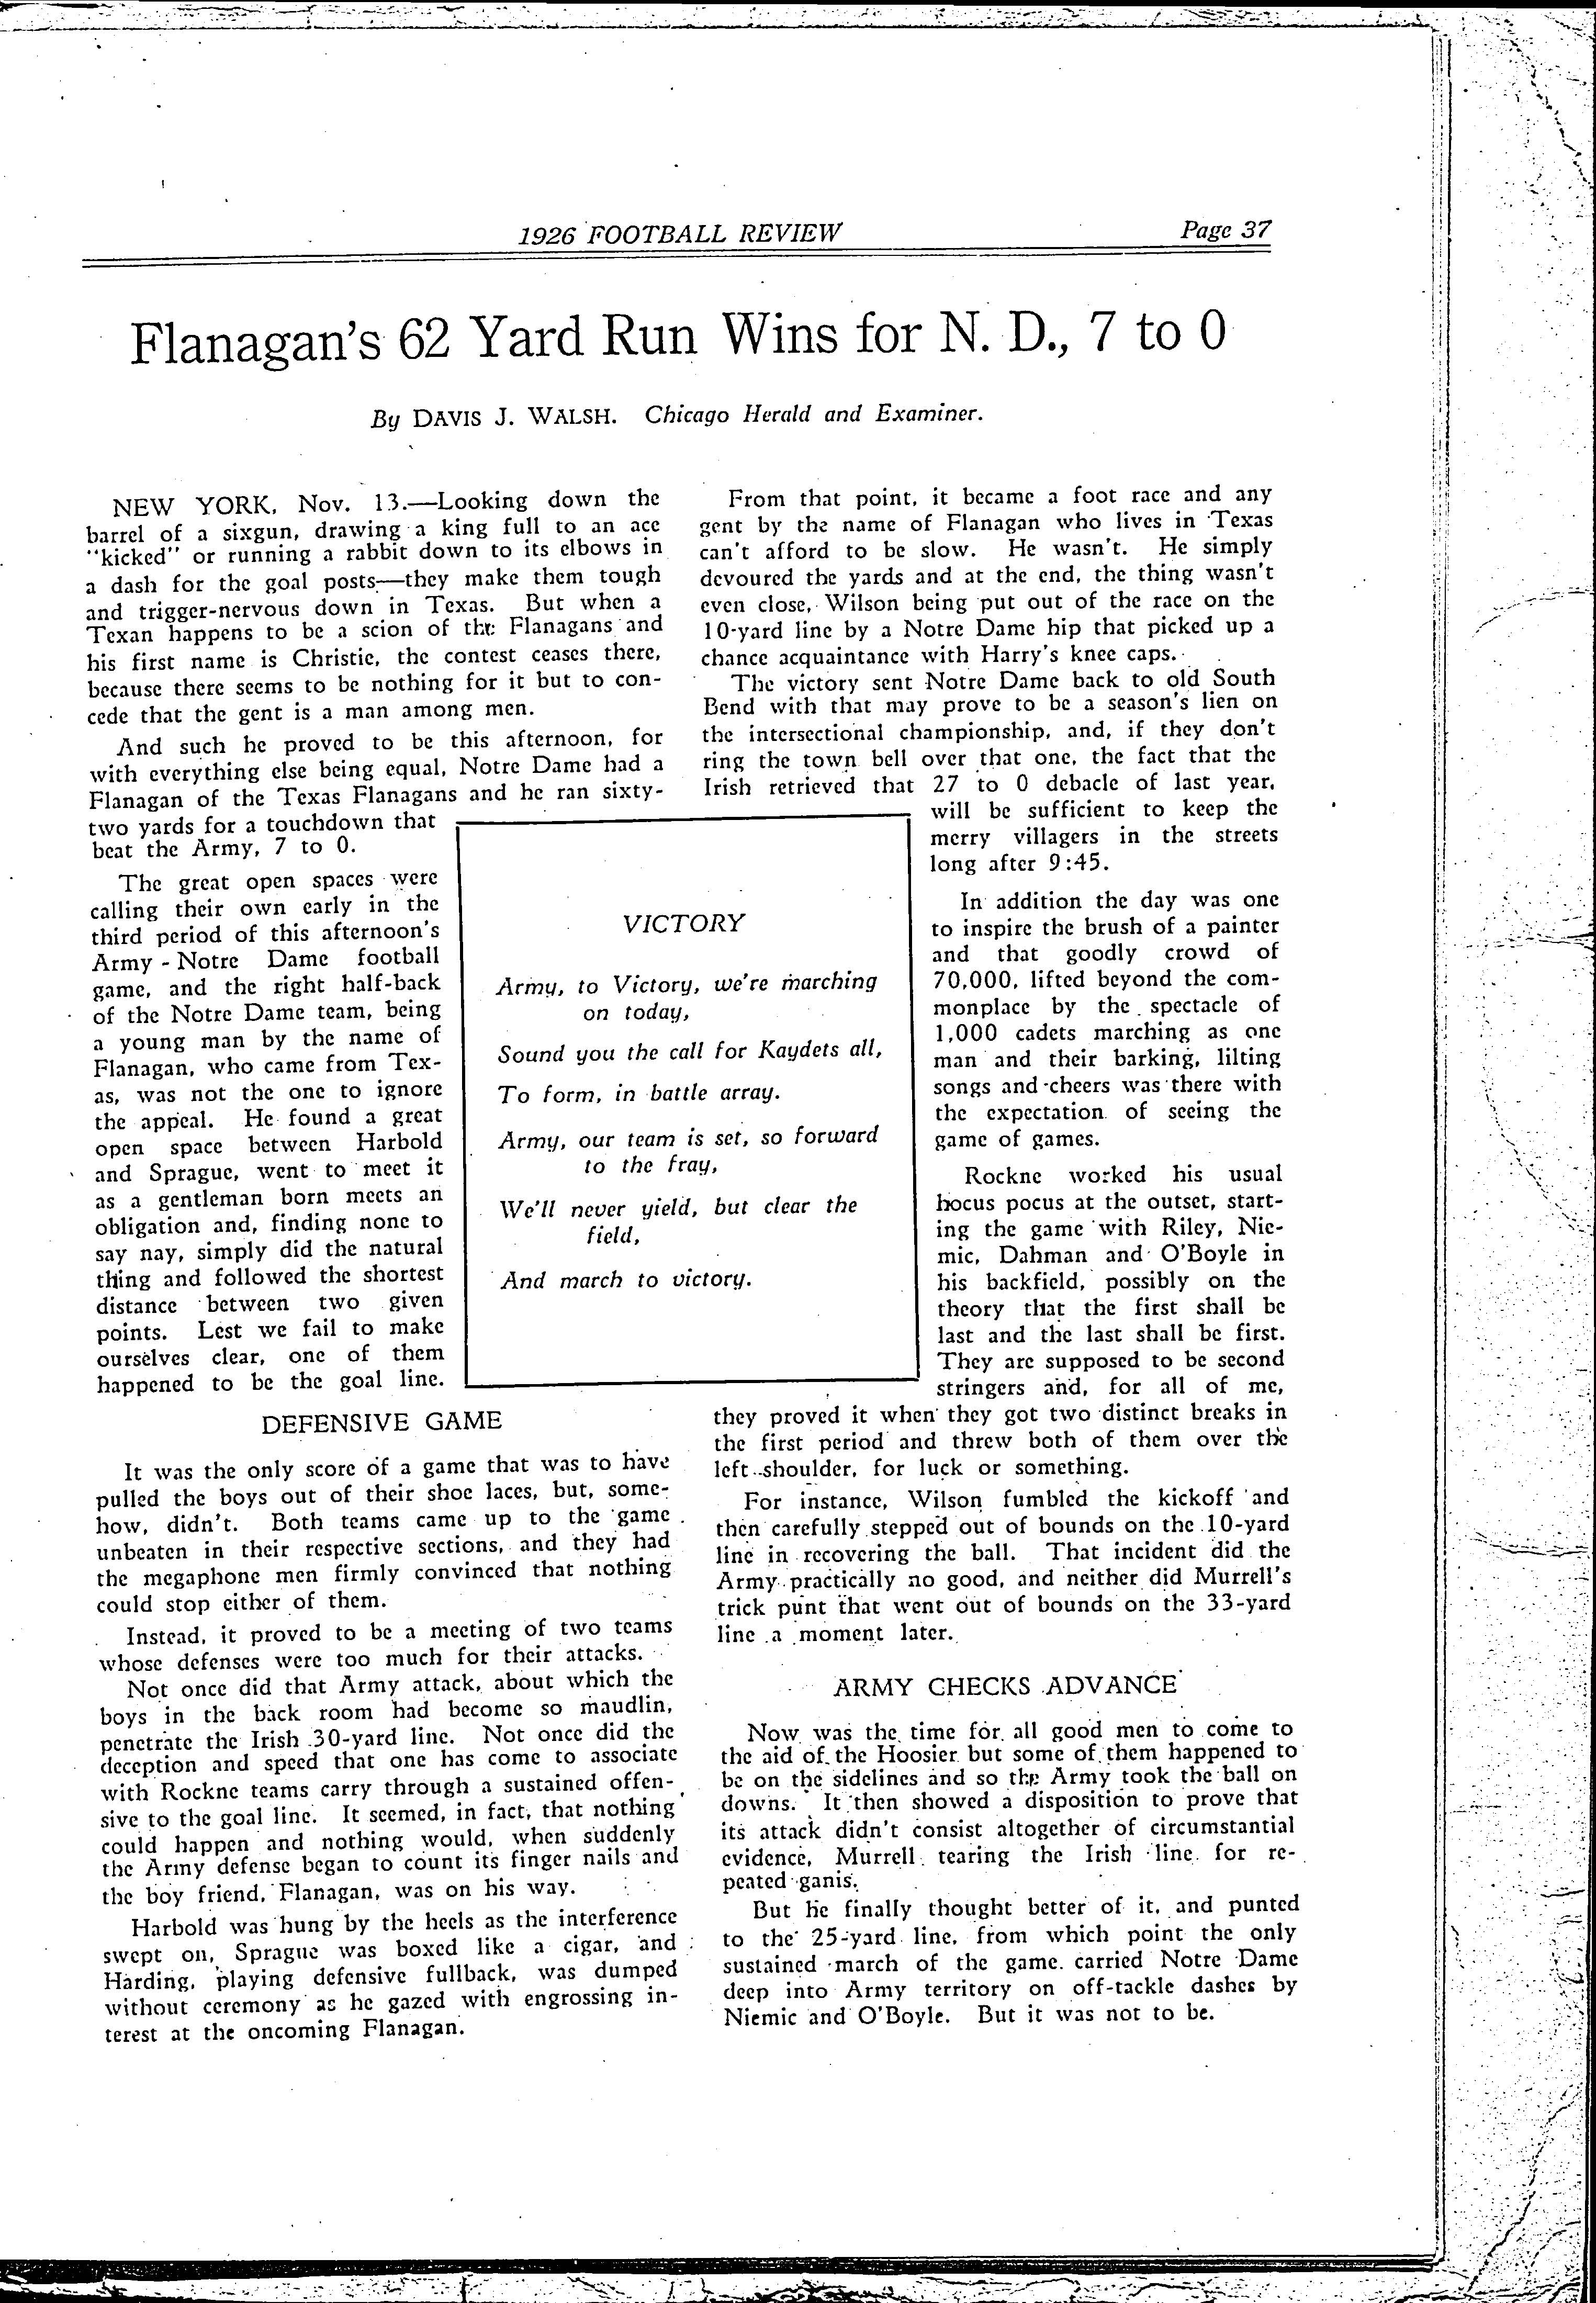 1926 FOOTBALL REVIEW
Page 37
Flanagan's 62 Yard Run Wins for N. D., 7 to 0
By DAVIS J. WALSH. Chicago Herald and Examiner.
NEW YORK, Nov. 13.—Looking down the
barrel of a sixgun, drawing a king full to an ace
"kicked" or running a rabbit down to its elbows in
a dash for the goal posts—they make them tough
and trigger-nervous down in Texas. But when a
Texan happens to be a scion of the Flanagans and
his first name is Christie, the contest ceases there,
because there seems to be nothing for it but to con-
cede that the gent is a man among men.
And such he proved to be this afternoon, for
with everything else being equal, Notre Dame had a
Flanagan of the Texas Flanagans and he ran sixty-
two yards for a touchdown that
beat the Army, 7 to 0.
The great open spaces were
calling their own early in the
third period of this afternoon's
Army - Notre Dame football
game, and the right half-back
of the Notre Dame team, being
a young man by the name of
Flanagan, who came from Tex-
as, was not the one to ignore
the appeal. He found a great
open space between Harbold
and Sprague, went to meet it
as a gentleman born meets an
obligation and, finding none to
say nay, simply did the natural
thing and followed the shortest
distance between two given
points. Lest we fail to make
ourselves clear, one of them
happened to be the goal line.
DEFENSIVE GAME
It was the only score of a game that was to have
pulled the boys out of their shoe laces, but, some-
how, didn't. Both teams came up to the game
unbeaten in their respective sections, and they had
the megaphone men firmly convinced that nothing
could stop either of them.
Instead, it proved to be a meeting of two teams
whose defenses were too much for their attacks.
Not once did that Army attack, about which the
boys in the back room had become so maudlin,
penetrate the Irish 30-yard line. Not once did the
deception and speed that one has come to associate
with Rockne teams carry through a sustained offen-
sive to the goal line. It seemed, in fact, that nothing
could happen and nothing would, when suddenly
the Army defense began to count its finger nails and
the boy friend, Flanagan, was on his way.
Harbold was hung by the heels as the interference
swept on, Sprague was boxed like a cigar, and
Harding, playing defensive fullback, was dumped
without ceremony as he gazed with engrossing in-
terest at the oncoming Flanagan.
VICTORY
Army, to Victory, we're marching
on today,
Sound you the call for Kaydets all,
To form, in battle array.
Army, our team is set, so forward
to the fray,
We'll never yield, but clear the
field,
And march to victory.
From that point, it became a foot race and any
gent by the name of Flanagan who lives in Texas
can't afford to be slow. He wasn't. He simply
devoured the yards and at the end, the thing wasn't
even close, Wilson being put out of the race on the
10-yard line by a Notre Dame hip that picked up a
chance acquaintance with Harry's knee caps.
The victory sent Notre Dame back to old South
Bend with that may prove to be a season's lien on
the intersectional championship, and, if they don't
ring the town bell over that one, the fact that the
Irish retrieved that 27 to 0 debacle of last year,
will be sufficient to keep the
merry villagers in the streets
long after 9:45.
In addition the day was one
to inspire the brush of a painter
and that goodly crowd of
70,000, lifted beyond the com-
monplace by the spectacle of
1,000 cadets marching as one
man and their barking, lilting
songs and cheers was there with
the expectation of seeing the
game of games.
Rockne worked his usual
hocus pocus at the outset, start-
ing the game with Riley, Nie-
mic, Dahman and O'Boyle in
his backfield, possibly on the
theory that the first shall be
last and the last shall be first.
They are supposed to be second
stringers and, for all of me,
they proved it when they got two distinct breaks in
the first period and threw both of them over the
left shoulder, for luck or something.
For instance, Wilson fumbled the kickoff and
then carefully stepped out of bounds on the 10-yard
line in recovering the ball. That incident did the
Army practically no good, and neither did Murrell's
trick punt that went out of bounds on the 33-yard
line a moment later.
ARMY CHECKS ADVANCE
Now was the time for all good men to come to
the aid of the Hoosier but some of them happened to
be on the sidelines and so the Army took the ball on
downs. It then showed a disposition to prove that
its attack didn't consist altogether of circumstantial
evidence, Murrell tearing the Irish line for re-
peated ganis.
But he finally thought better of it, and punted
to the 25-yard line, from which point the only
sustained march of the game carried Notre Dame
deep into Army territory on off-tackle dashes by
Niemic and O'Boyle. But it was not to be.